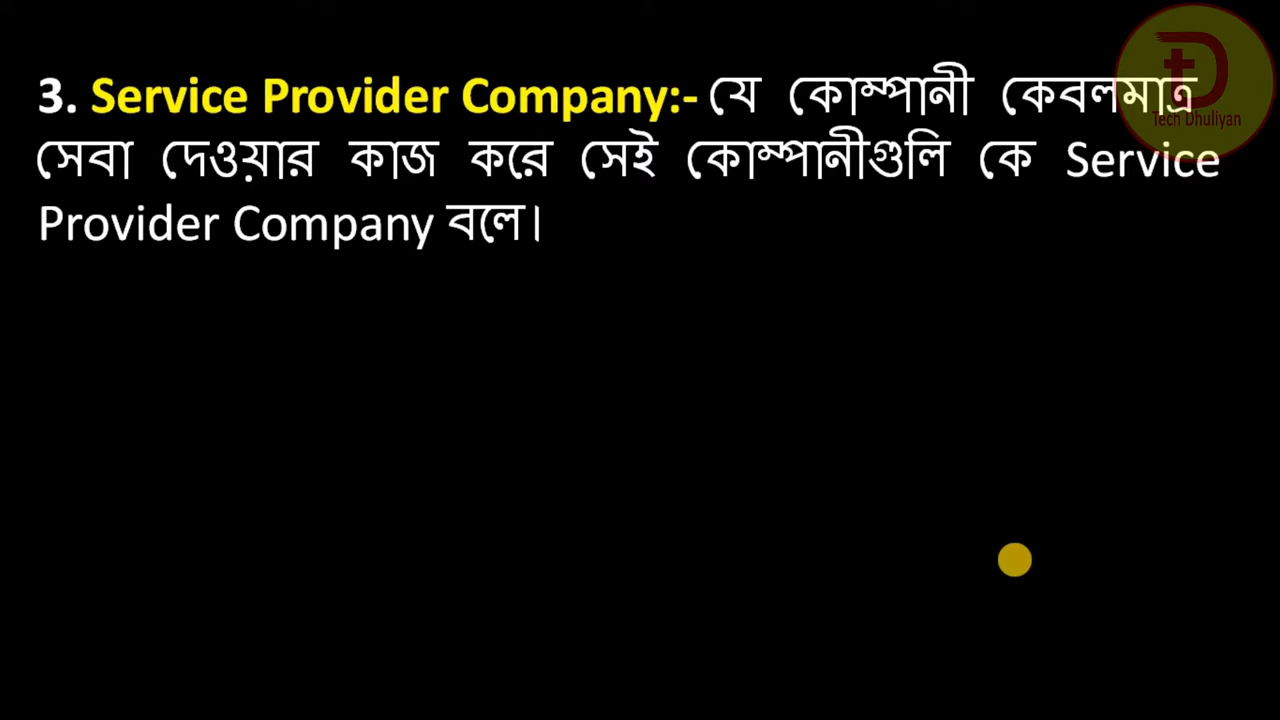 3. Service Provider Company:- যে কোম্পানী কেবলমাত্র
সেবা দেওয়ার কাজ করে সেই কোম্পানীগুলি কে Service
Provider Company বলে।
Tech Dhuliyan